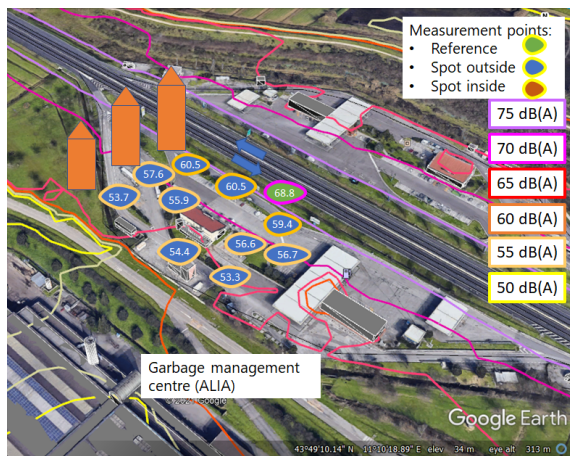 Measurement points:
• Reference
• Spot outside
• Spot inside
75 dB(A)
70 dB(A)
65 dB(A)
60 dB(A)
55 dB(A)
50 dB(A)
57.6
60.5
53.7
55.9
60.5
68.8
59.4
54.4
56.6
56.7
53.3
Garbage management
centre (ALIA)
Google
Google Earth
43°49'10.14" N 11°10'18.89" E elev 34 m eye alt 313 m